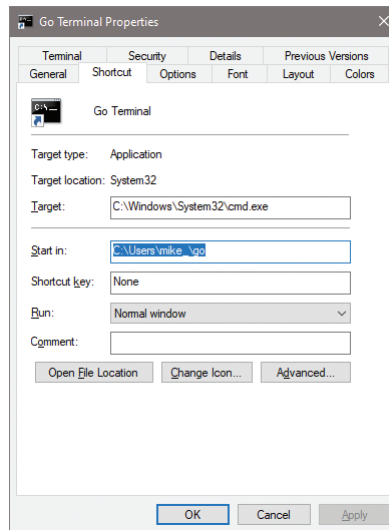 Go Terminal Properties
Terminal Security Details Previous Versions
General Shortcut Options Font Layout Colors
Go Terminal
Target type: Application
Target location: System32
Target: C:\Windows\System32\cmd.exe
Start in: C:\Users\mike_\go
Shortcut key: None
Run: Normal window
Comment:
Open File Location Change Icon... Advanced...
OK Cancel Apply